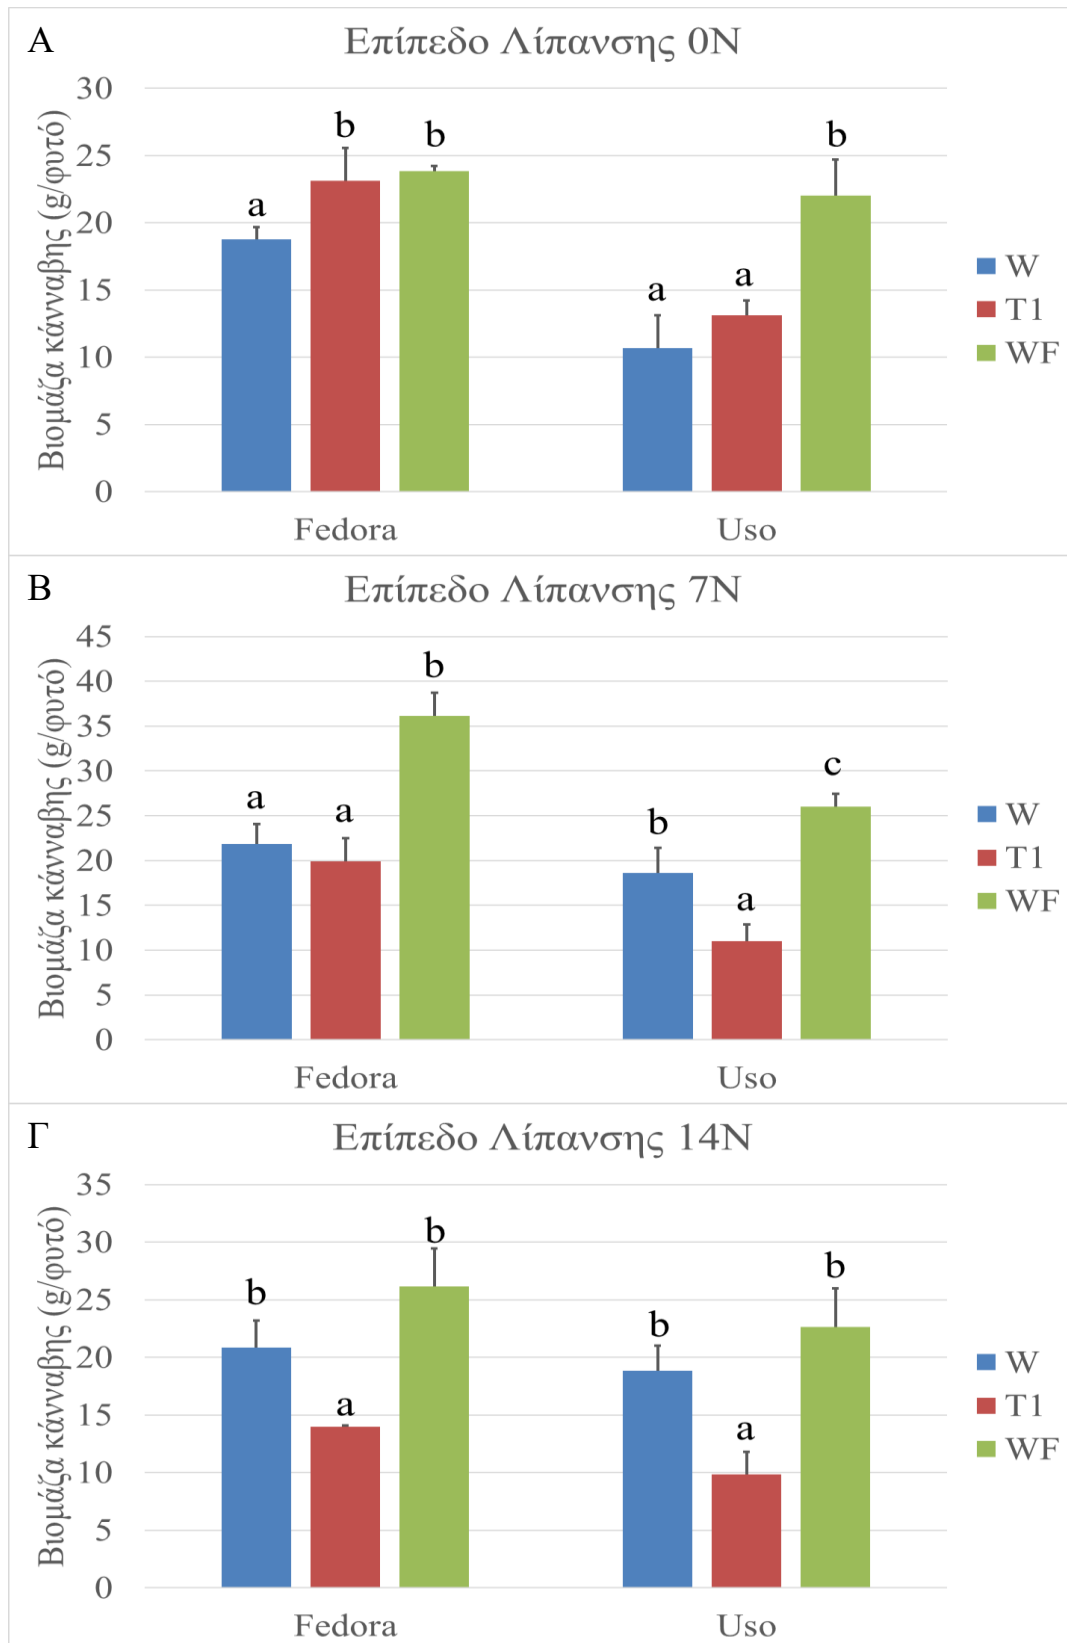 A
Επίπεδο Λίπανσης 0N
Βιομάζα κάνναβης (g/φυτό)
30
25
20
15
10
5
0
a
b
b
a
a
b
Fedora
Uso
W
T1
WF
B
Επίπεδο Λίπανσης 7N
Βιομάζα κάνναβης (g/φυτό)
45
40
35
30
25
20
15
10
5
0
a
a
b
b
a
c
Fedora
Uso
W
T1
WF
Γ
Επίπεδο Λίπανσης 14N
Βιομάζα κάνναβης (g/φυτό)
35
30
25
20
15
10
5
0
b
a
b
b
a
b
Fedora
Uso
W
T1
WF